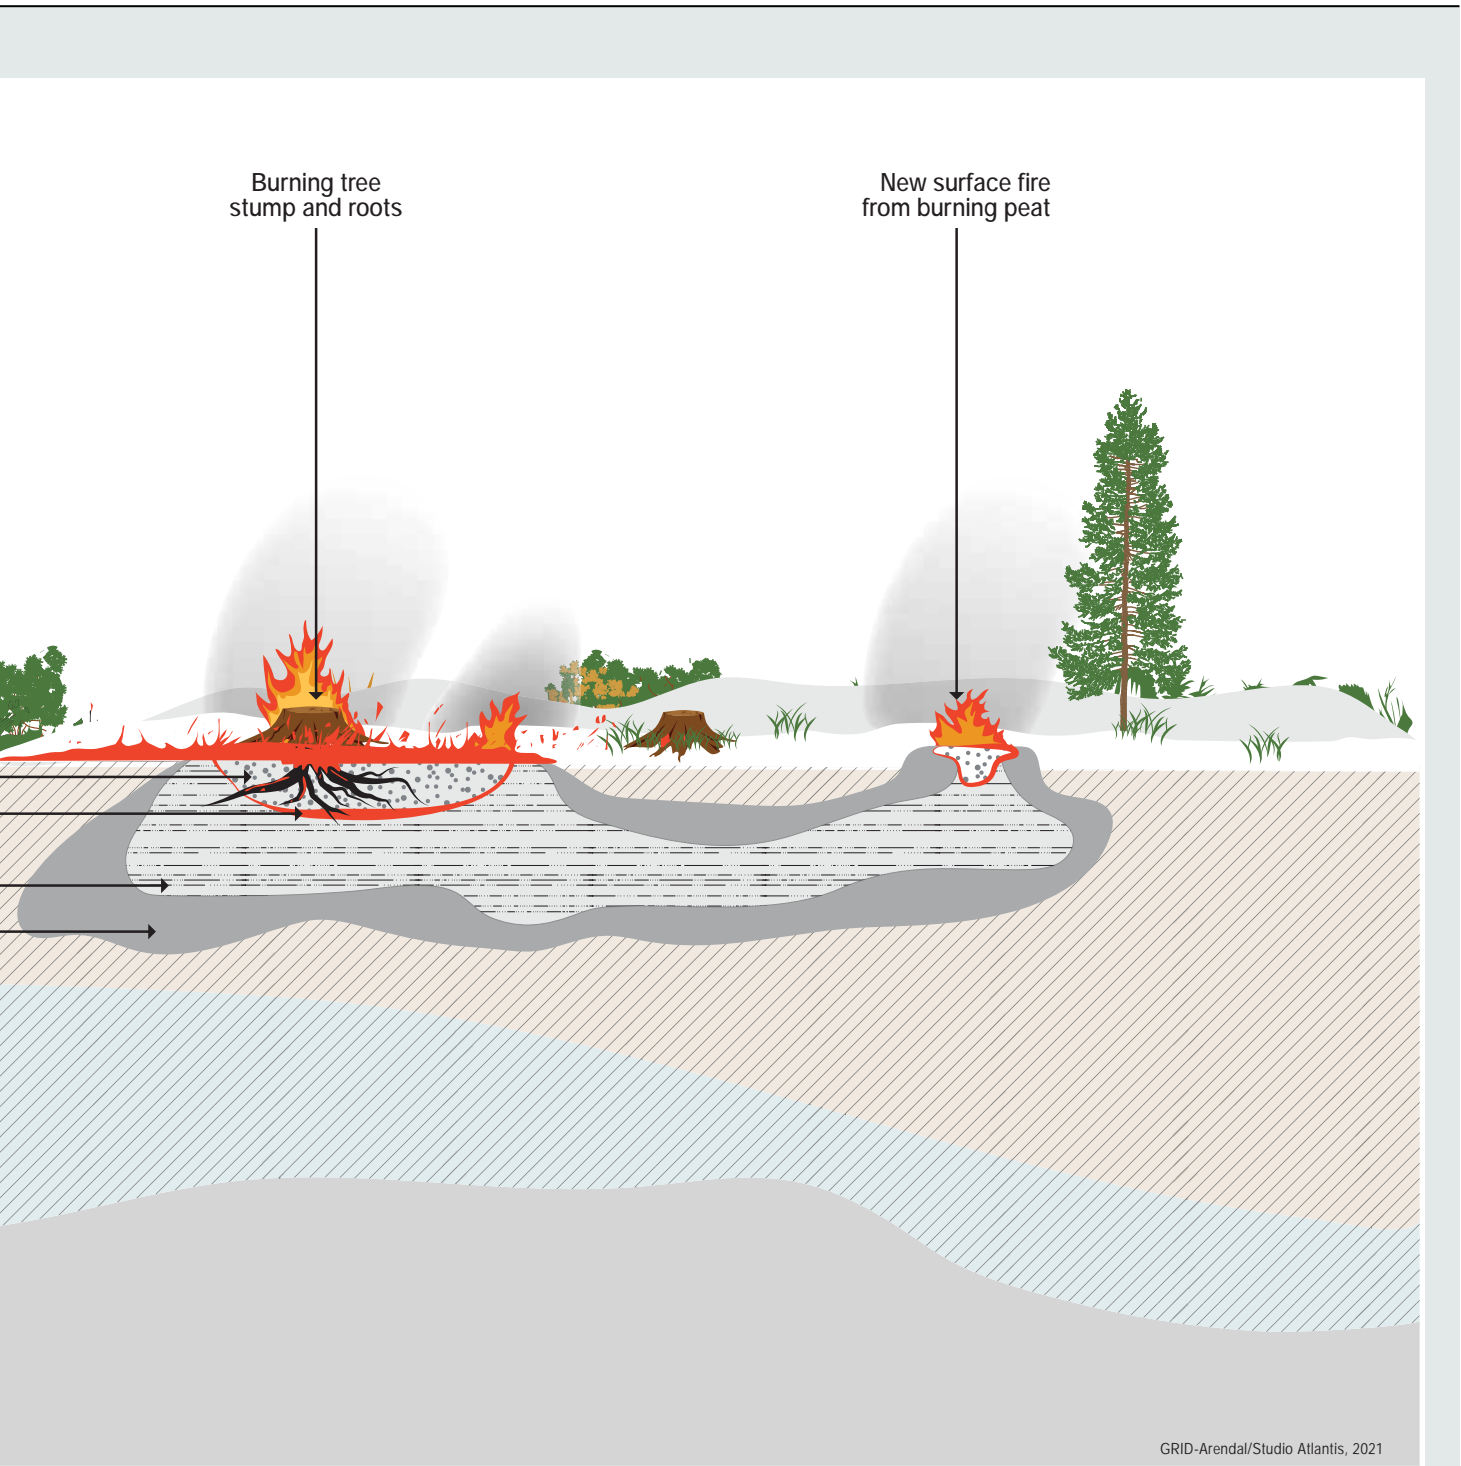 Burning tree
stump and roots
New surface fire
from burning peat
GRID-Arendal/Studio Atlantis, 2021